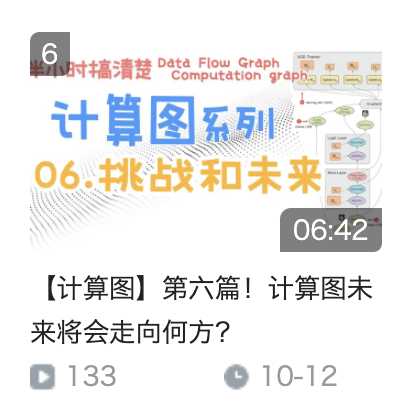 6
半小时搞清楚 Data Flow Graph
Computation graph
计算图系列
06.挑战和未来
06:42
【计算图】第六篇！计算图未
来将会走向何方？
133
10-12